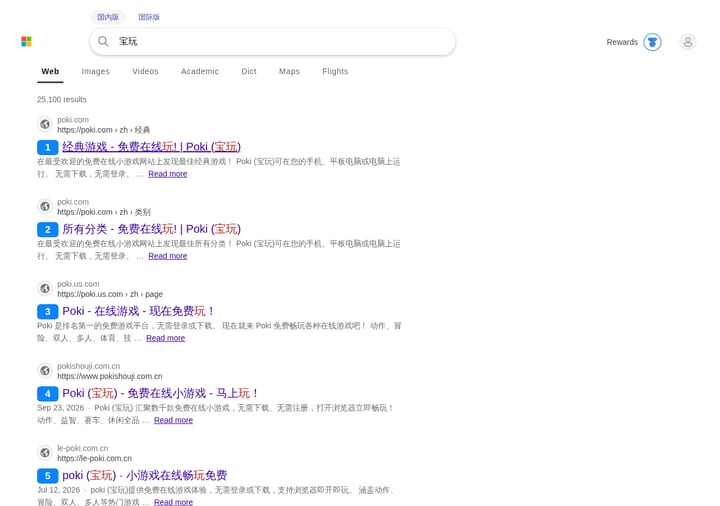 国内版 国际版
宝玩
Rewards
Web Images Videos Academic Dict Maps Flights
25,100 results
poki.com
https://poki.com › zh › 经典
1 经典游戏 - 免费在线玩! | Poki (宝玩)
在最受欢迎的免费在线小游戏网站上发现最佳经典游戏！ Poki (宝玩)可在您的手机、平板电脑或电脑上运
行。 无需下载，无需登录。 … Read more
poki.com
https://poki.com › zh › 类别
2 所有分类 - 免费在线玩! | Poki (宝玩)
在最受欢迎的免费在线小游戏网站上发现最佳所有分类！ Poki (宝玩)可在您的手机、平板电脑或电脑上运
行。 无需下载，无需登录。 … Read more
poki.us.com
https://poki.us.com › zh › page
3 Poki - 在线游戏 - 现在免费玩！
Poki 是排名第一的免费游戏平台，无需登录或下载。 现在就来 Poki 免费畅玩各种在线游戏吧！ 动作、冒
险、双人、多人、体育、技 … Read more
pokishouji.com.cn
https://www.pokishouji.com.cn
4 Poki (宝玩) - 免费在线小游戏 - 马上玩！
Sep 23, 2026 · Poki (宝玩) 汇聚数千款免费在线小游戏，无需下载、无需注册，打开浏览器立即畅玩！
动作、益智、赛车、休闲全品 … Read more
le-poki.com.cn
https://le-poki.com.cn
5 poki (宝玩) · 小游戏在线畅玩免费
Jul 12, 2026 · poki (宝玩)提供免费在线游戏体验，无需登录或下载，支持浏览器即开即玩。 涵盖动作、
冒险、双人、多人等热门游戏 … Read more